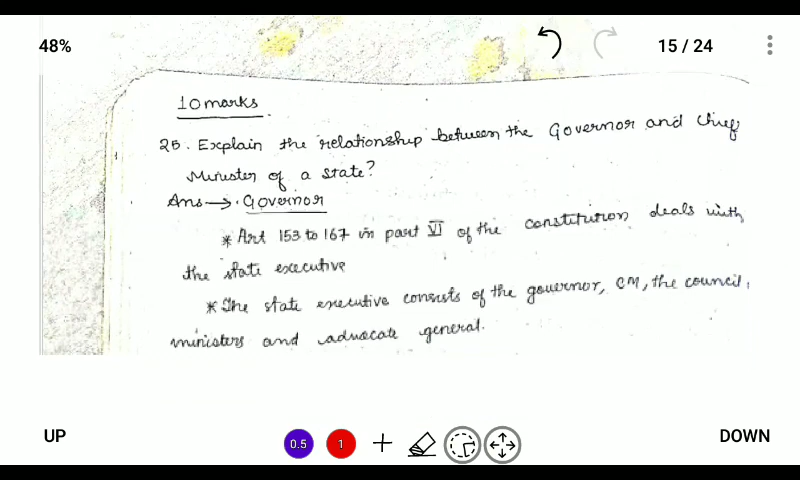 48%
15 / 24
10 marks.
25. Explain the relationship between the Governor and Chief
Minister of a state?
Ans → . Governor
* Art 153 to 167 in part VI of the constitution deals with
the state executive
* The state executive consists of the governor, CM, the council,
ministers and advocate general.
UP
0.5
1
DOWN